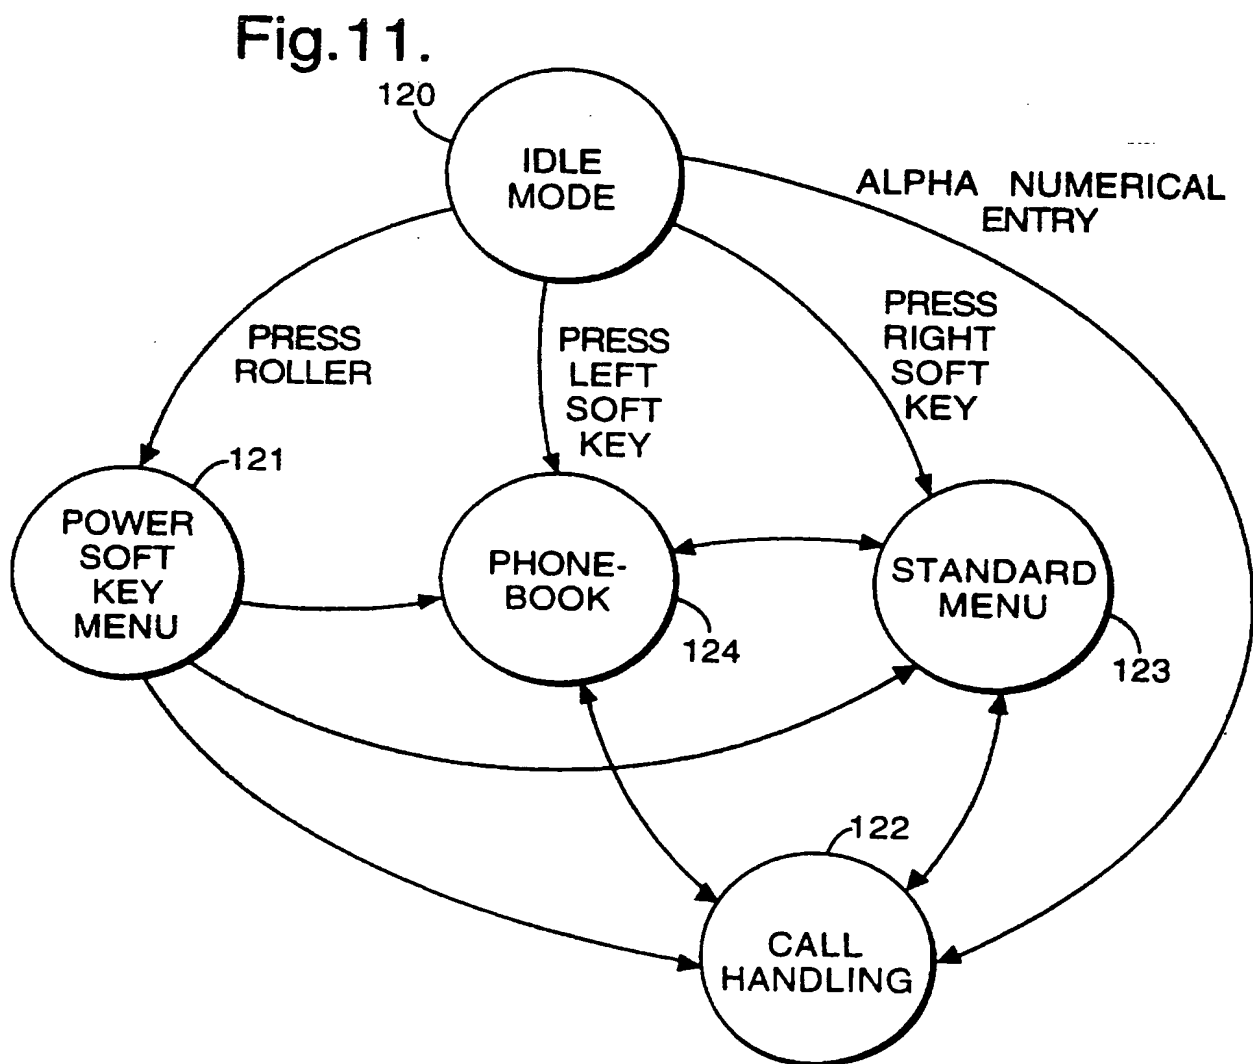 Fig.11.
120
IDLE
MODE
ALPHA NUMERICAL
ENTRY
PRESS
ROLLER
PRESS
LEFT
SOFT
KEY
PRESS
RIGHT
SOFT
KEY
121
POWER
SOFT
KEY
MENU
PHONE-
BOOK
124
STANDARD
MENU
123
122
CALL
HANDLING